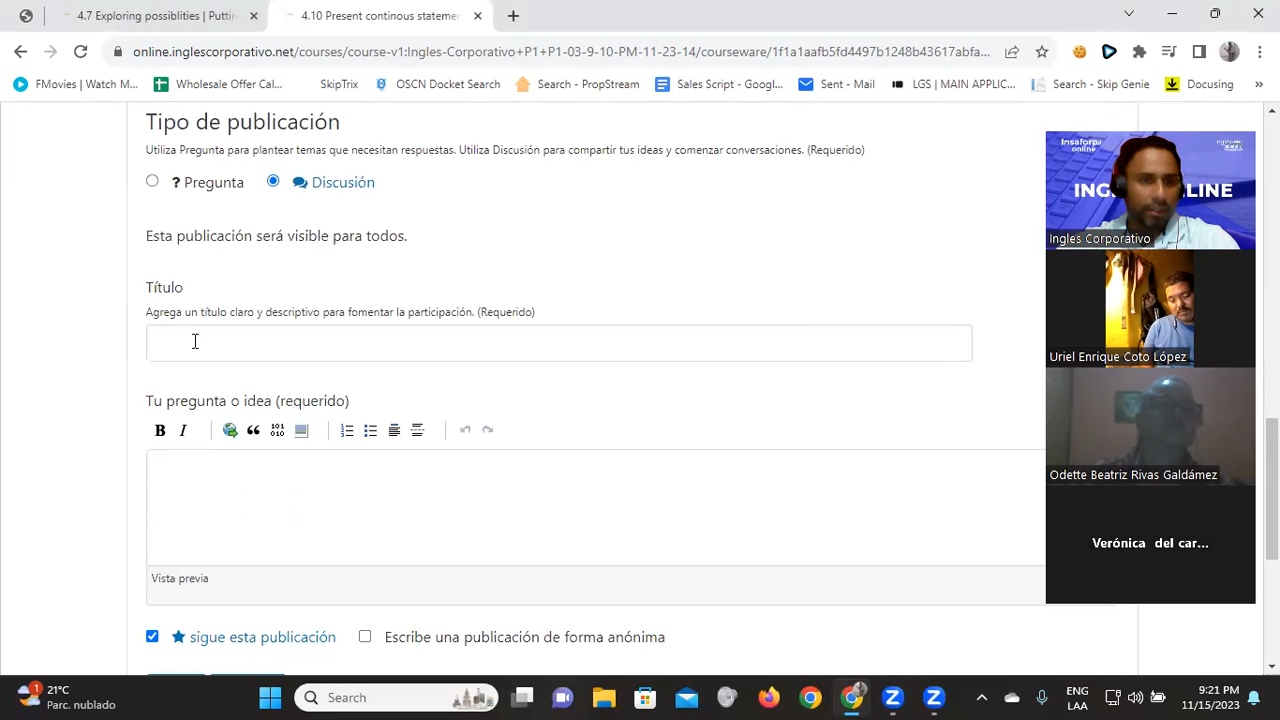 4.7 Exploring possiblities | Puttin
4.10 Present continous statemen
online.inglescorporativo.net/courses/course-v1:Ingles-Corporativo+P1+P1-03-9-10-PM-11-23-14/courseware/1f1a1aafb5fd4497b1248b43617abfa...
FMovies | Watch M...
Wholesale Offer Cal...
SkipTrix
OSCN Docket Search
Search - PropStream
Sales Script - Googl...
Sent - Mail
LGS | MAIN APPLIC...
Search - Skip Genie
Docusing
»
Tipo de publicación
Utiliza Pregunta para plantear temas que
an respuestas. Utiliza Discusión para compartir tus ideas y comenzar conversaciones. (Requerido)
? Pregunta
Discusión
Esta publicación será visible para todos.
Título
Agrega un título claro y descriptivo para fomentar la participación. (Requerido)
Tu pregunta o idea (requerido)
B I
Vista previa
sigue esta publicación
Escribe una publicación de forma anónima
Insaforp
online
Ingles Corporativo
Uriel Enrique Coto López
Odette Beatriz Rivas Galdámez
Verónica del car...
1
21°C
Parc. nublado
Search
ENG
LAA
9:21 PM
11/15/2023